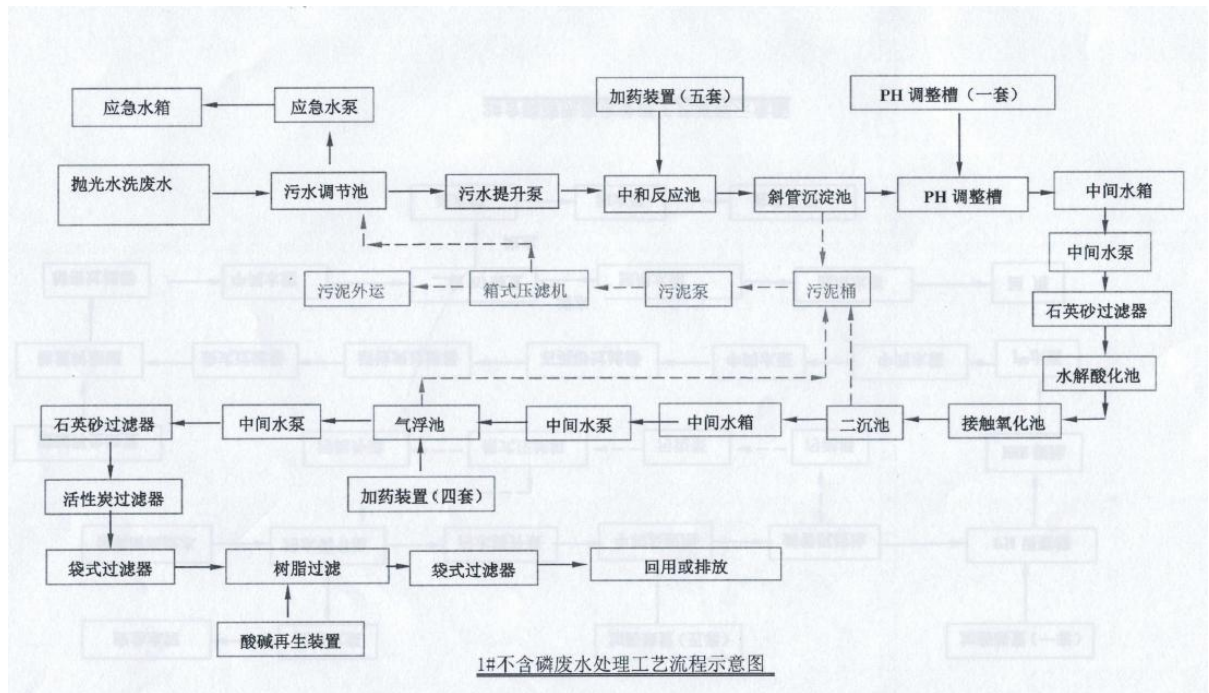 应急水箱
应急水泵
加药装置（五套）
PH 调整槽（一套）
抛光水洗废水
污水调节池
污水提升泵
中和反应池
斜管沉淀池
PH 调整槽
中间水箱
中间水泵
污泥外运
箱式压滤机
污泥泵
污泥桶
石英砂过滤器
水解酸化池
石英砂过滤器
中间水泵
气浮池
中间水泵
中间水箱
二沉池
接触氧化池
活性炭过滤器
加药装置（四套）
袋式过滤器
树脂过滤
袋式过滤器
回用或排放
酸碱再生装置
1#不含磷废水处理工艺流程示意图